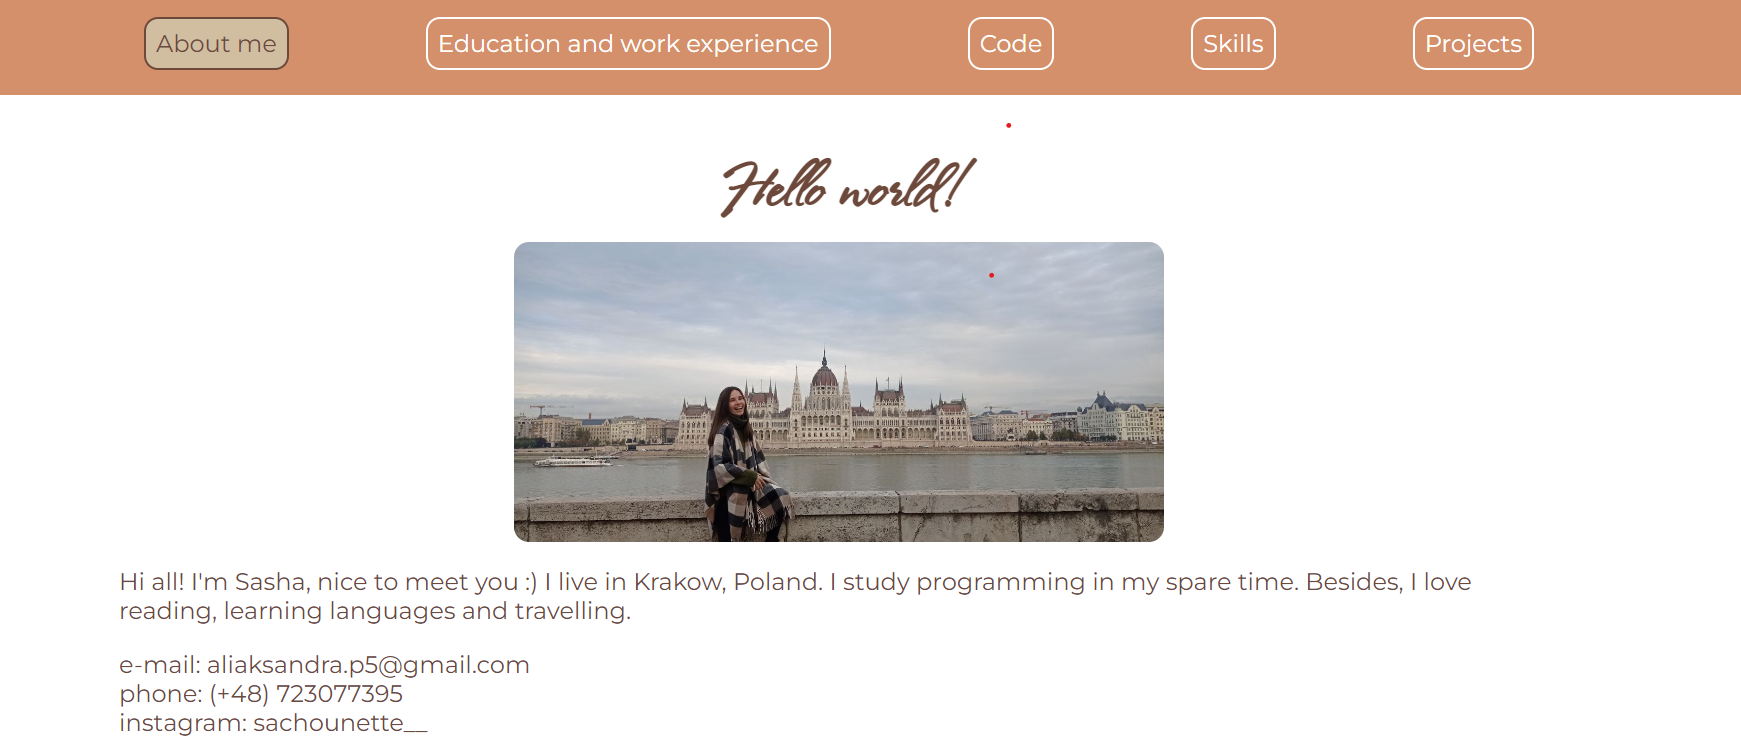 About me
Education and work experience
Code
Skills
Projects
Hello world!
Hi all! I'm Sasha, nice to meet you :) I live in Krakow, Poland. I study programming in my spare time. Besides, I love
reading, learning languages and travelling.
e-mail: aliaksandra.p5@gmail.com
phone: (+48) 723077395
instagram: sachounette__